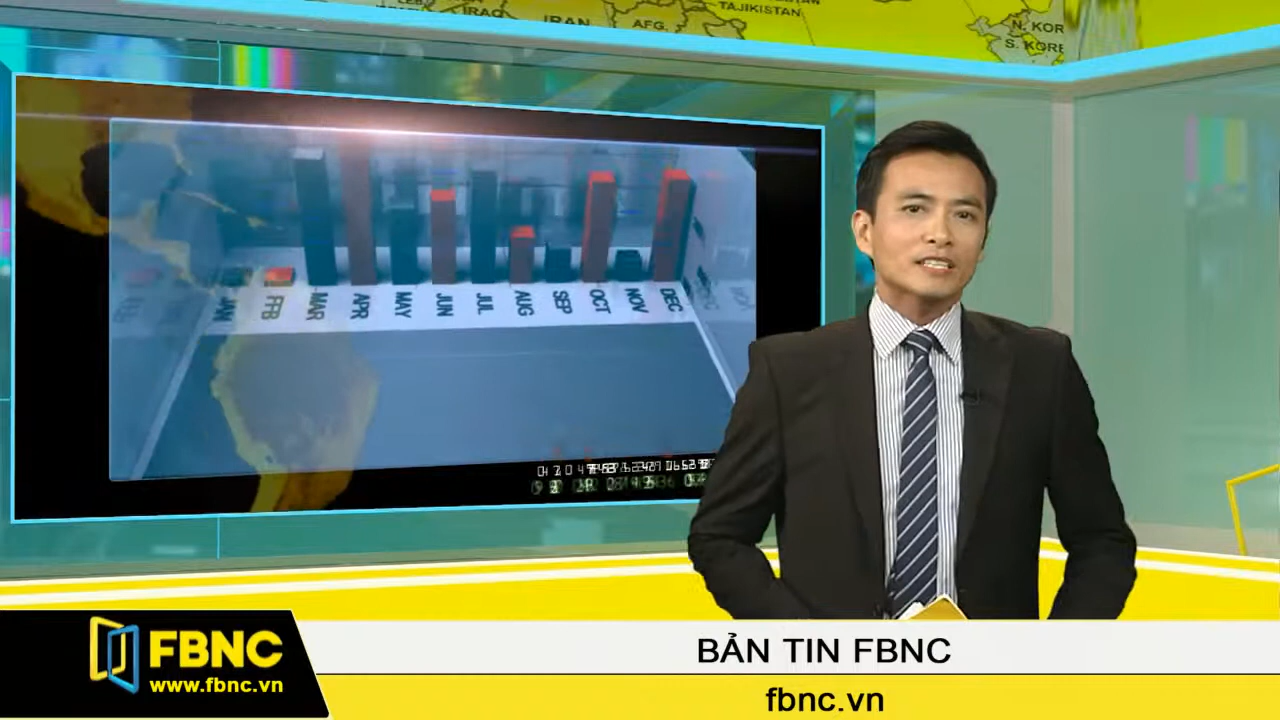 IRAQ
IRAN
AFG.
TAJIKISTAN
N. KOR
S. KORE
JAN FEB MAR APR MAY JUN JUL AUG SEP OCT NOV DEC
FBNC
www.fbnc.vn
BẢN TIN FBNC
fbnc.vn